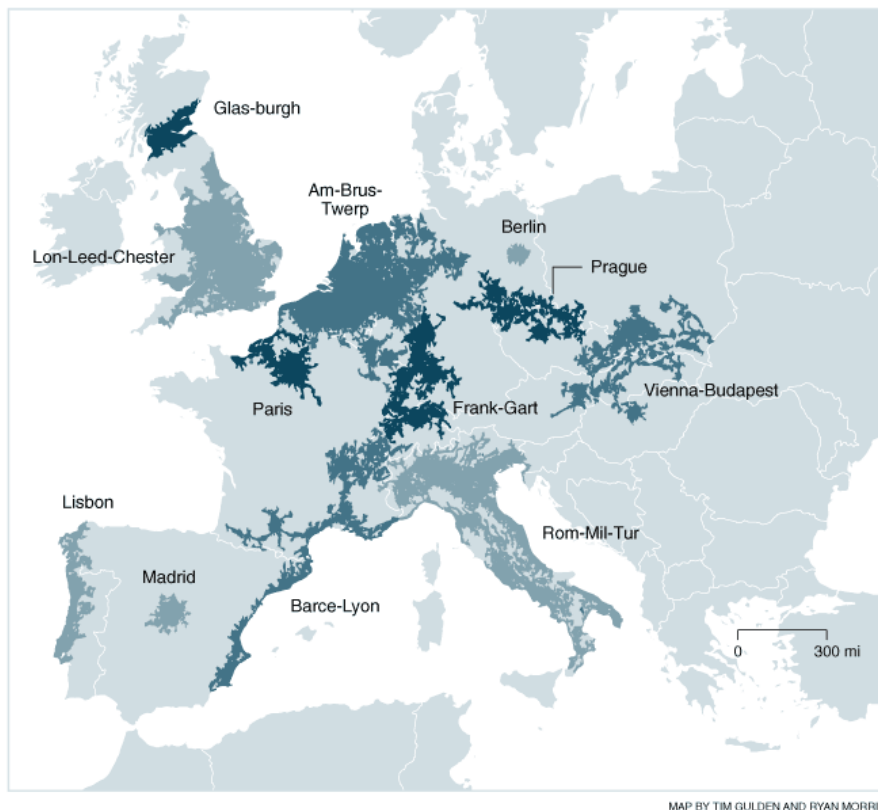 Glas-burgh
Am-Brus-
Twerp
Berlin
Lon-Leed-Chester
Prague
Vienna-Budapest
Paris
Frank-Gart
Lisbon
Rom-Mil-Tur
Madrid
Barce-Lyon
0 300 mi
MAP BY TIM GULDEN AND RYAN MORRI